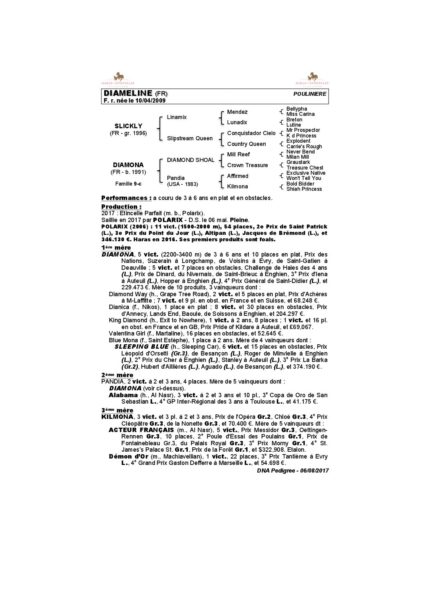 DIAMELINE (FR)
POULINIERE
F. r. née le 10/04/2009
SLICKLY
(FR - gr. 1996)
DIAMONA
(FR - b. 1991)
Famille 9-c
Linamix
Slipstream Queen
DIAMOND SHOAL
Pandia
(USA - 1983)
Mendez
Lunadix
Conquistador Cielo
Country Queen
Mill Reef
Crown Treasure
Affirmed
Kilmona
Bellypha
Miss Carina
Breton
Lutine
Mr Prospector
K d Princess
Explodent
Carrie's Rough
Never Bend
Milan Mill
Graustark
Treasure Chest
Exclusive Native
Won't Tell You
Bold Bidder
Shiah Princess
Performances : a couru de 3 à 6 ans en plat et en obstacles.
Production :
2017 : Etincelle Parfait (m. b., Polarix).
Saillie en 2017 par POLARIX - D.S. le 06 mai. Pleine.
POLARIX (2006) : 11 vict. (1500-2000 m), 54 places, 2e Prix de Saint Patrick
(L.), 3e Prix du Point du Jour (L.), Altipan (L.), Jacques de Brémond (L.), et
346.130 €. Haras en 2016. Ses premiers produits sont foals.
1ère mère
DIAMONA, 5 vict. (2200-3400 m) de 3 à 6 ans et 10 places en plat, Prix des
Nations, Suzerain à Longchamp, de Voisins à Evry, de Saint-Gatien à
Deauville ; 5 vict. et 7 places en obstacles, Challenge de Haies des 4 ans
(L.), Prix de Dinard, du Nivernais, de Saint-Brieuc à Enghien, 3° Prix d'Iena
à Auteuil (L.), Hopper à Enghien (L.), 4° Prix Général de Saint-Didier (L.), et
229.473 €. Mère de 10 produits, 3 vainqueurs dont :
Diamond Way (h., Grape Tree Road), 2 vict. et 5 places en plat, Prix d'Achères
à M-Laffitte ; 7 vict. et 9 pl. en obst. en France et en Suisse, et 68.248 €.
Dianica (f., Nikos), 1 place en plat ; 8 vict. et 30 places en obstacles, Prix
d'Annecy, Lands End, Baoule, de Soissons à Enghien, et 204.297 €.
King Diamond (h., Exit to Nowhere), 1 vict. à 2 ans, 8 places ; 1 vict. et 16 pl.
en obst. en France et en GB, Prix Pride of Kildare à Auteuil, et £69,067.
Valentina Girl (f., Martaline), 16 places en obstacles, et 52.645 €.
Blue Mona (f., Saint Estèphe), 1 place à 2 ans. Mère de 4 vainqueurs dont :
SLEEPING BLUE (h., Sleeping Car), 6 vict. et 15 places en obstacles, Prix
Léopold d'Orsetti (Gr.3), de Besançon (L.), Roger de Minvielle à Enghien
(L.), 2° Prix du Cher à Enghien (L.), Stanley à Auteuil (L.), 3° Prix La Barka
(Gr.2), Hubert d'Aillières (L.), Aguado (L.), de Besançon (L.), et 374.190 €.
2ème mère
PANDIA, 2 vict. à 2 et 3 ans, 4 places. Mère de 5 vainqueurs dont :
DIAMONA (voir ci-dessus).
Alabama (h., Al Nasr), 3 vict. à 2 et 3 ans et 10 pl., 3° Copa de Oro de San
Sebastian L., 4° GP Inter-Régional des 3 ans à Toulouse L., et 41.175 €.
3ème mère
KILMONA, 3 vict. et 3 pl. à 2 et 3 ans, Prix de l'Opéra Gr.2, Chloé Gr.3, 4° Prix
Cléopâtre Gr.3, de la Nonette Gr.3, et 70.400 €. Mère de 5 vainqueurs dt :
ACTEUR FRANÇAIS (m., Al Nasr), 5 vict., Prix Messidor Gr.3, Oettingen-
Rennen Gr.3, 10 places, 2° Poule d'Essai des Poulains Gr.1, Prix de
Fontainebleau Gr.3, du Palais Royal Gr.3, 3° Prix Morny Gr.1, 4° St.
James's Palace St. Gr.1, Prix de la Forêt Gr.1, et $322,908. Etalon.
Démon d'Or (m., Machiavellian), 1 vict., 22 places, 3° Prix Tantième à Evry
L., 4° Grand Prix Gaston Defferre à Marseille L., et 54.698 €.
DNA Pedigree - 06/08/2017